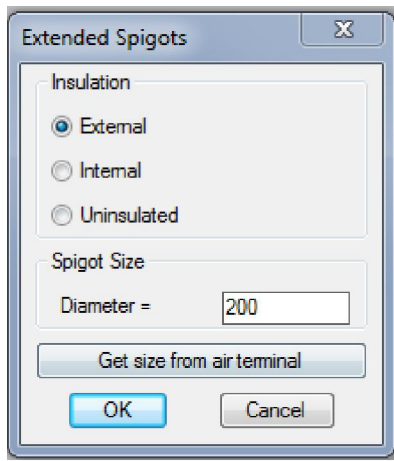 Extended Spigots
Insulation
External
Internal
Uninsulated
Spigot Size
Diameter = 200
Get size from air terminal
OK Cancel